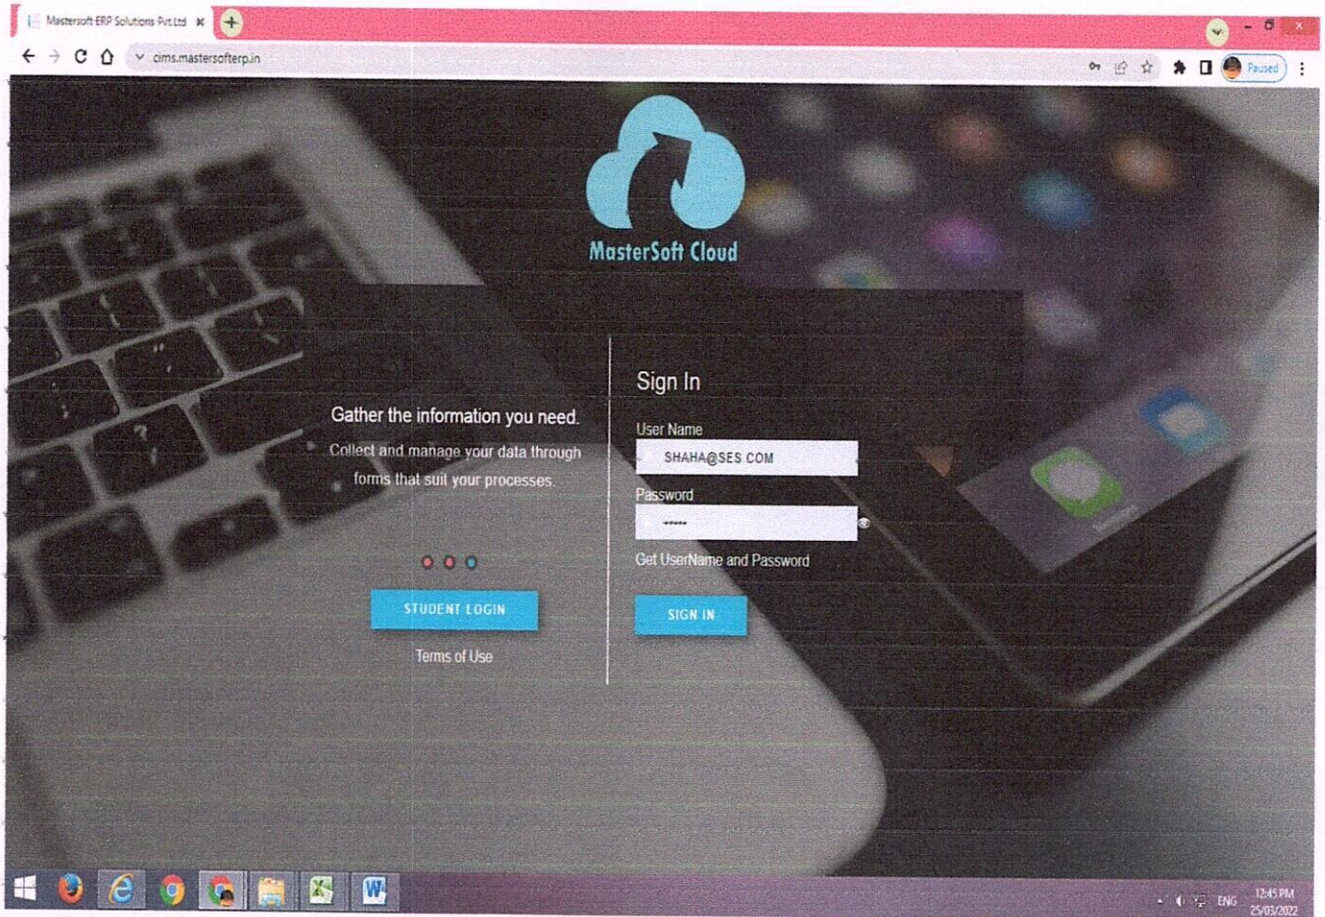 Mastersoft ERP Solutions Pvt.Ltd
cims.mastersofterp.in
Paused
MasterSoft Cloud
Gather the information you need.
Collect and manage your data through
forms that suit your processes.
STUDENT LOGIN
Terms of Use
Sign In
User Name
SHAHA@SES.COM
Password
•••••
Get UserName and Password
SIGN IN
ENG
12:45 PM
25/03/2022